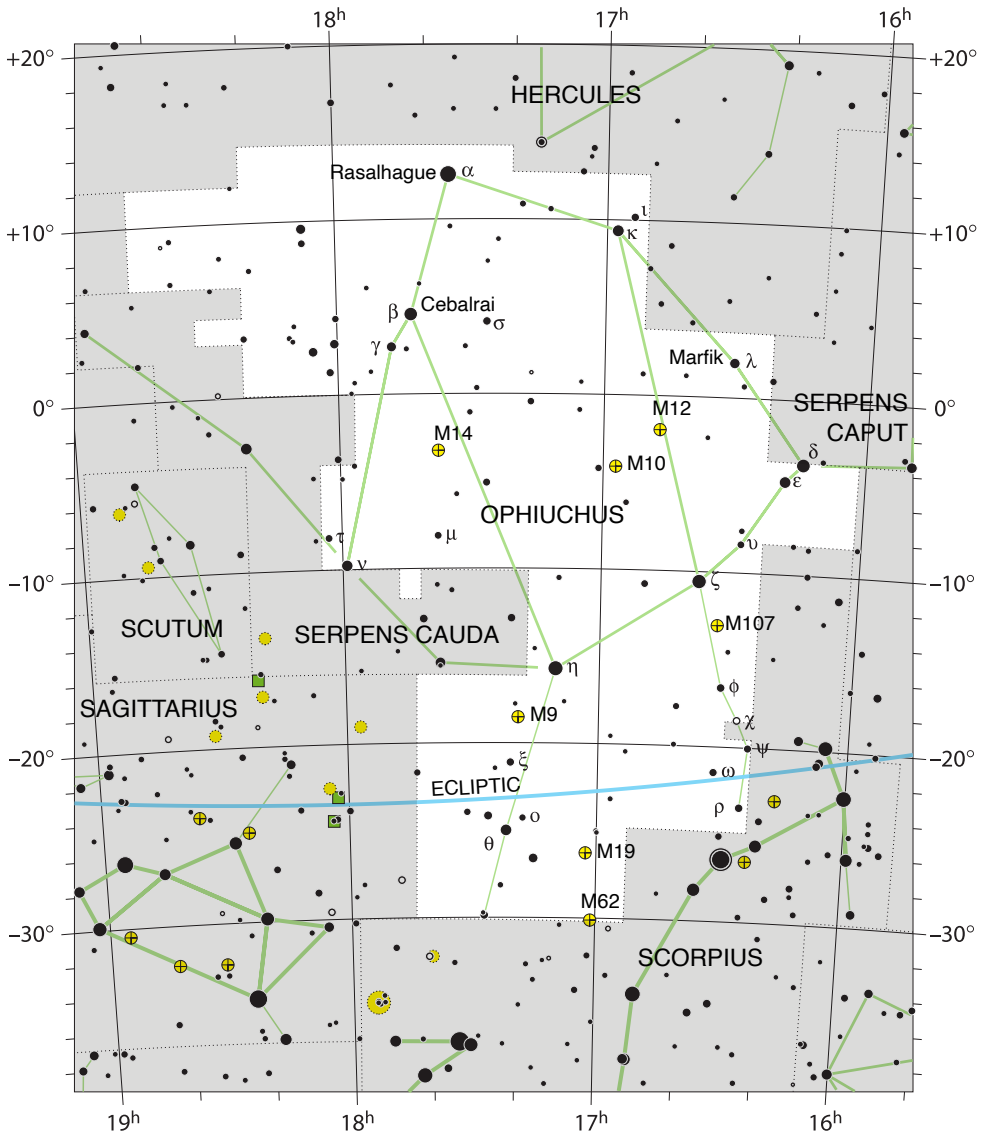 18h 17h 16h
+20° +20°
HERCULES
Rasalhague α
ι
+10° κ +10°
β Cebalrai
σ
γ
Marfik λ
0° SERPENS 0°
CAPUT
M12
M14
δ
M10
ε
OPHIUCHUS
τ μ υ
ν
−10° ζ −10°
M107
SCUTUM SERPENS CAUDA
η
φ
SAGITTARIUS M9 χ
ψ
−20° ξ −20°
ω
ECLIPTIC
ρ
ο
θ
M19
M62
−30° −30°
SCORPIUS
19h 18h 17h 16h